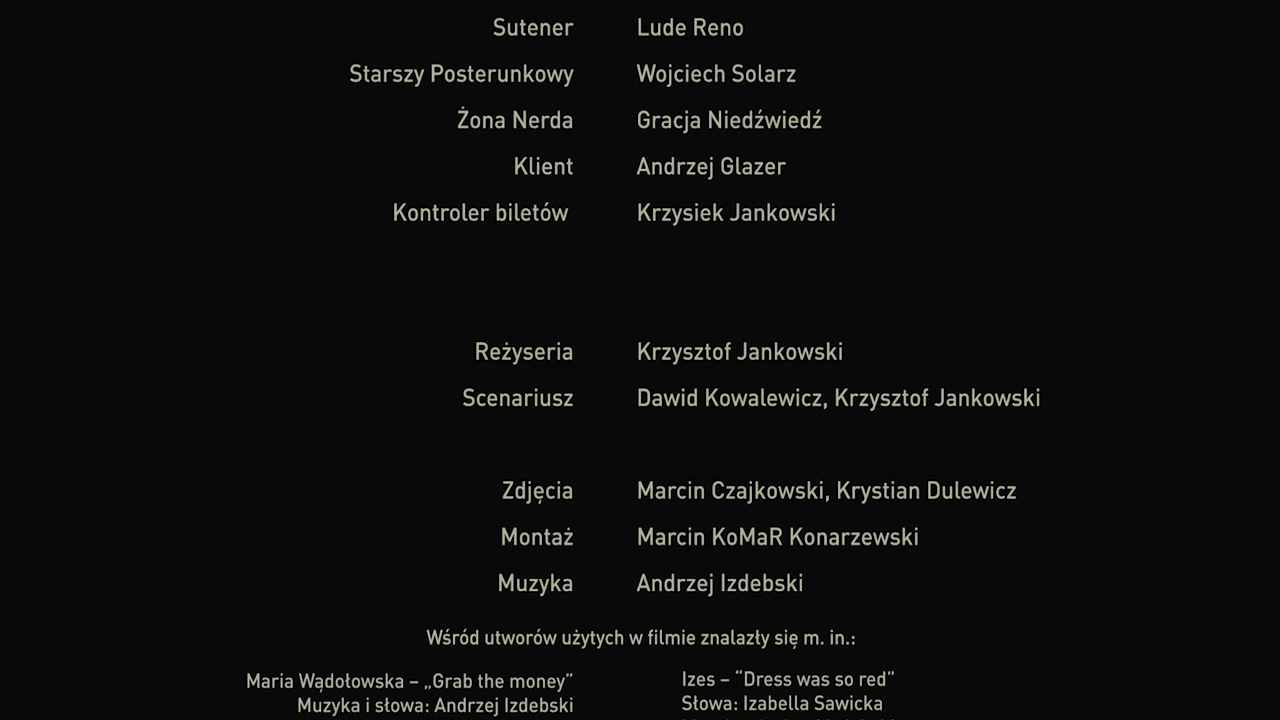 Sutener Lude Reno
Starszy Posterunkowy Wojciech Solarz
Żona Nerda Gracja Niedźwiedź
Klient Andrzej Glazer
Kontroler biletów Krzysiek Jankowski
Reżyseria Krzysztof Jankowski
Scenariusz Dawid Kowalewicz, Krzysztof Jankowski
Zdjęcia Marcin Czajkowski, Krystian Dulewicz
Montaż Marcin KoMaR Konarzewski
Muzyka Andrzej Izdebski
Wśród utworów użytych w filmie znalazły się m. in.:
Maria Wądołowska – „Grab the money”
Muzyka i słowa: Andrzej Izdebski
Izes – “Dress was so red”
Słowa: Izabella Sawicka